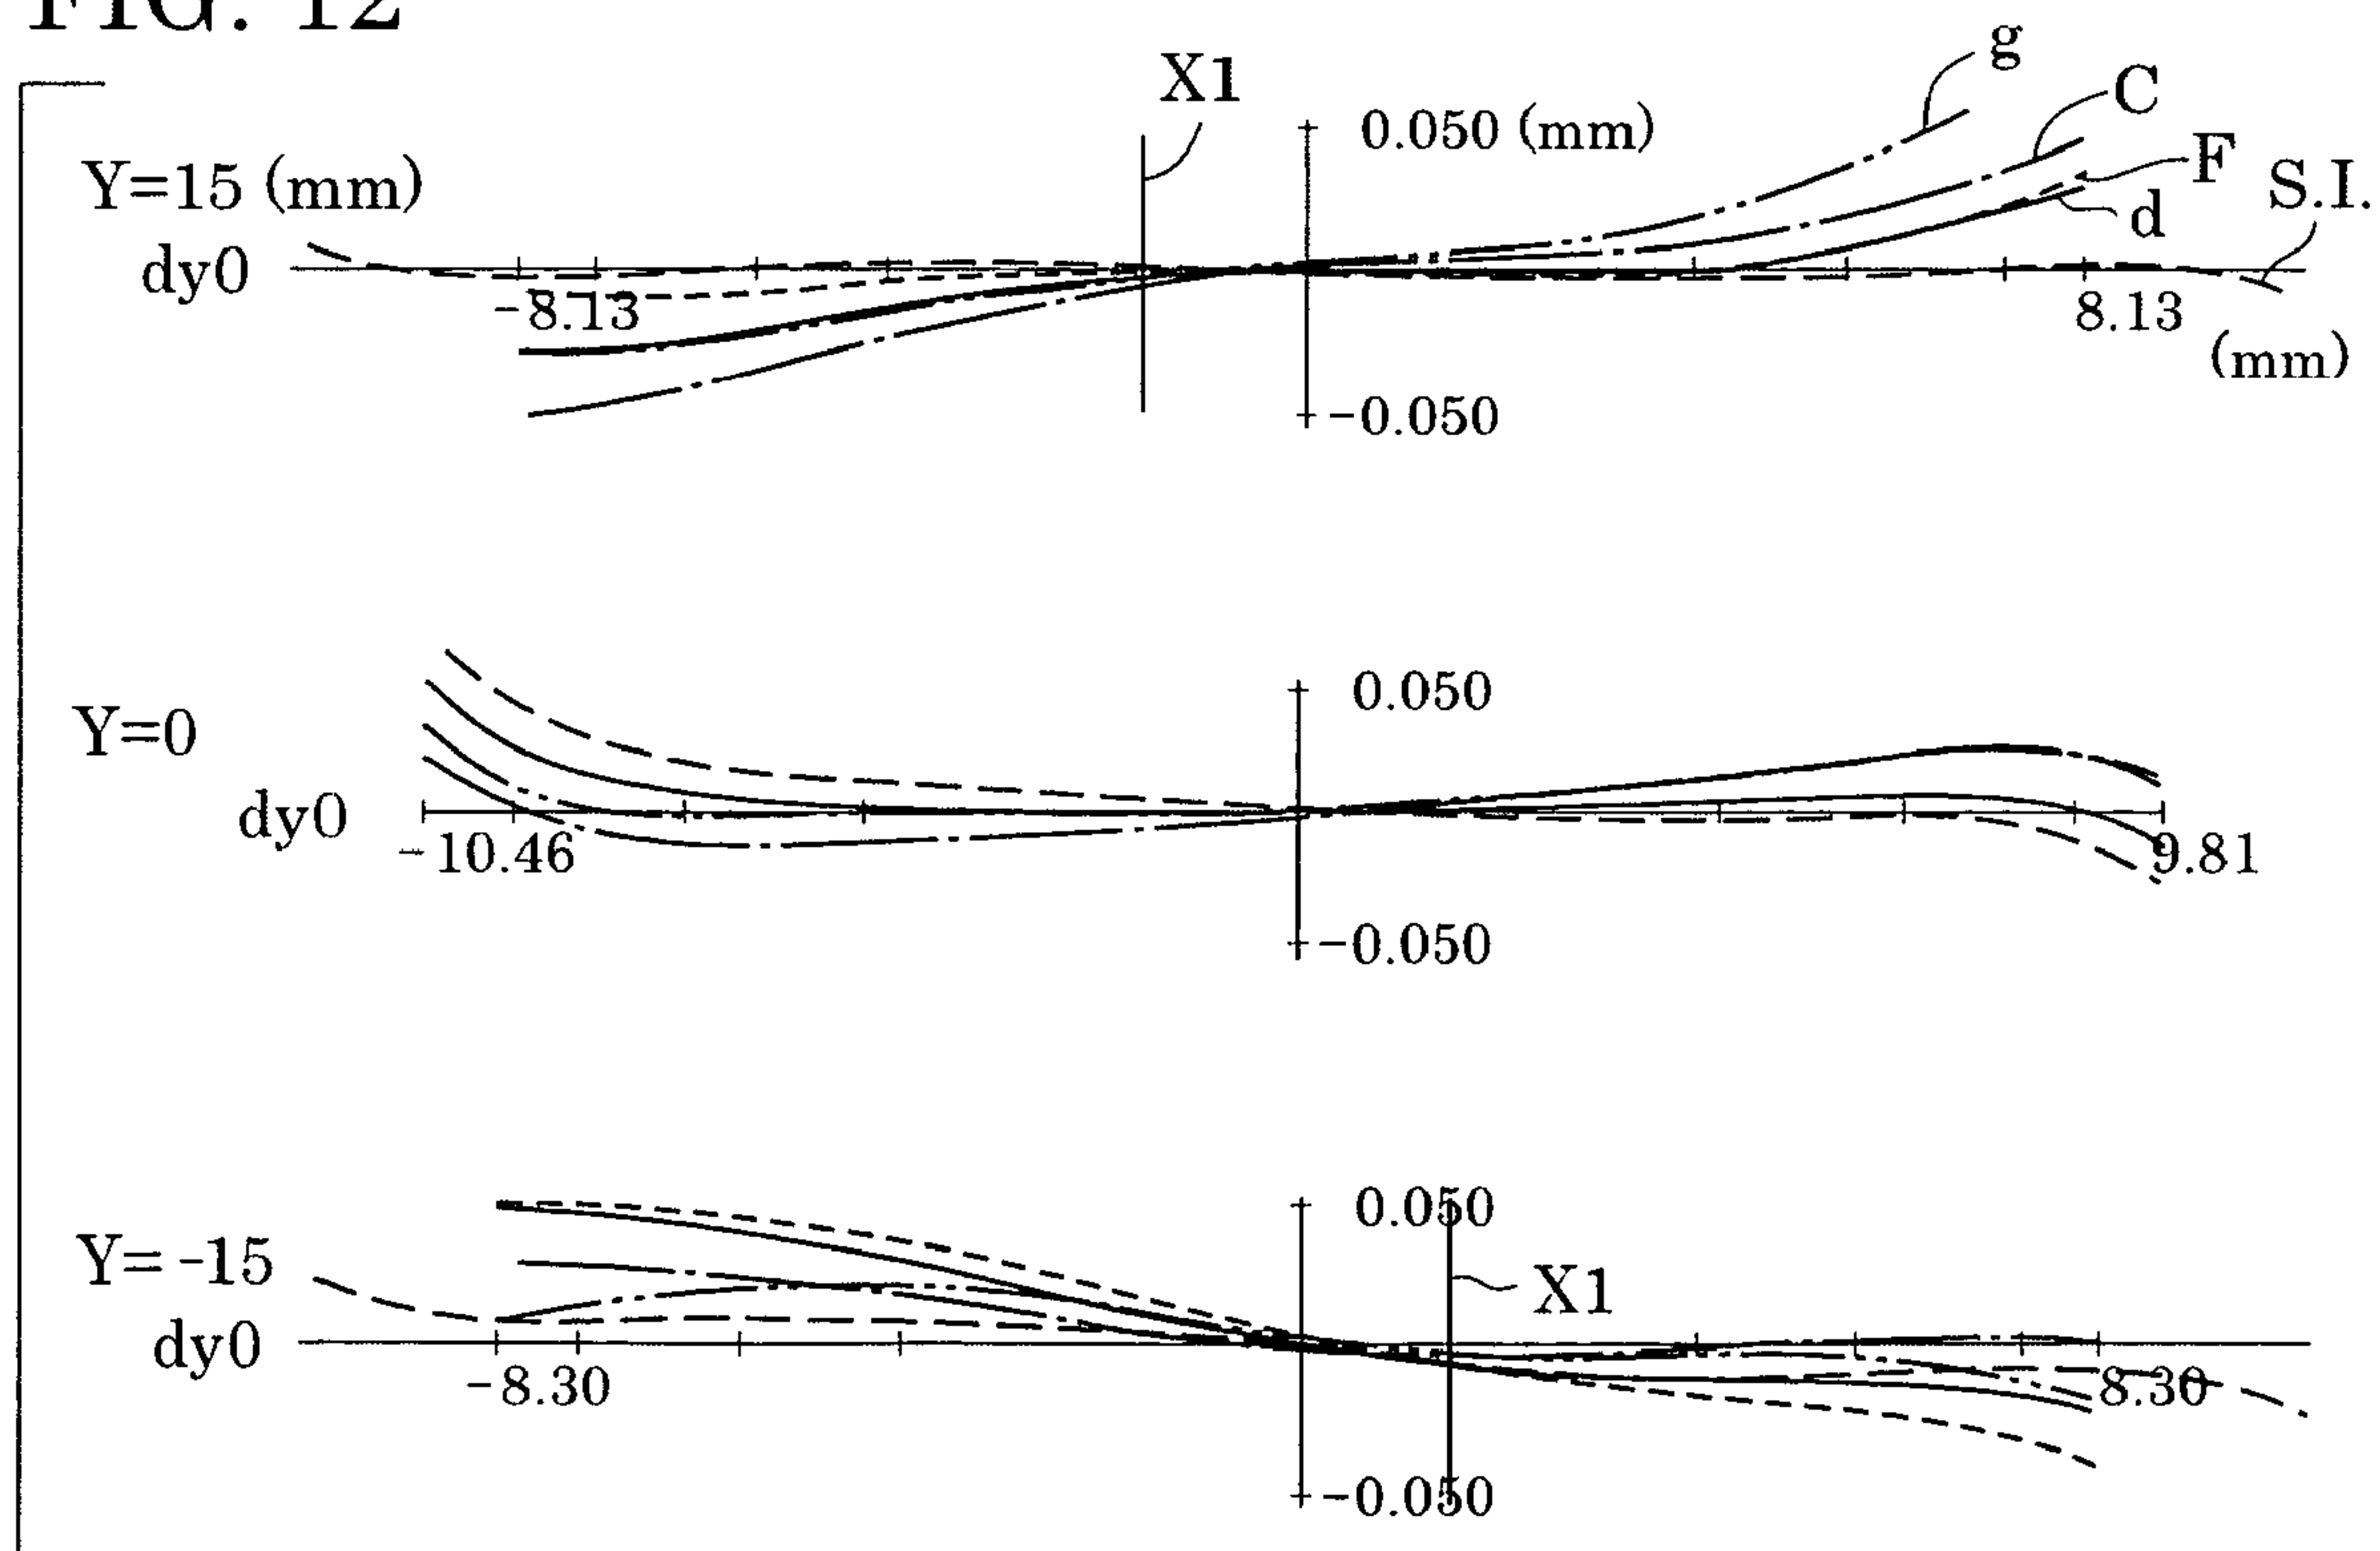 FIG. 12
g
X1
C
0.050 (mm)
F
Y=15 (mm)
S.I.
d
dy0
-8.13
8.13
(mm)
-0.050
0.050
Y=0
dy0
-10.46
9.81
-0.050
0.050
Y= -15
X1
dy0
-8.30
8.30
-0.050